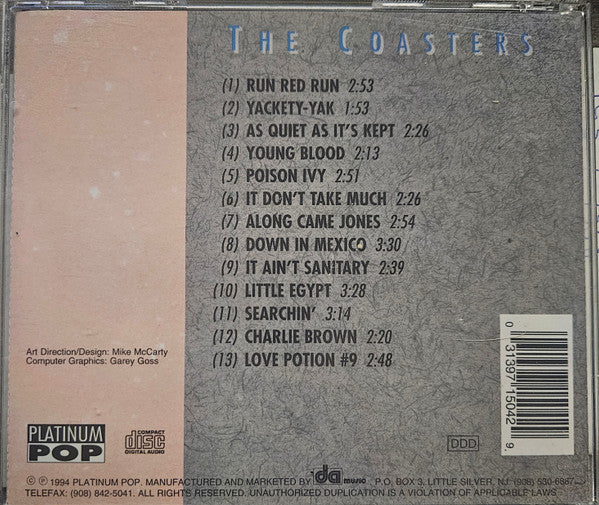 THE COASTERS
(1) RUN RED RUN 2:53
(2) YACKETY-YAK 1:53
(3) AS QUIET AS IT'S KEPT 2:26
(4) YOUNG BLOOD 2:13
(5) POISON IVY 2:51
(6) IT DON'T TAKE MUCH 2:26
(7) ALONG CAME JONES 2:54
(8) DOWN IN MEXICO 3:30
(9) IT AIN'T SANITARY 2:39
(10) LITTLE EGYPT 3:28
(11) SEARCHIN' 3:14
(12) CHARLIE BROWN 2:20
(13) LOVE POTION #9 2:48
Art Direction/Design: Mike McCarty
Computer Graphics: Garey Goss
0 31397 15042 9
PLATINUM
POP
COMPACT
disc
DIGITAL AUDIO
DDD
© ℗ 1994 PLATINUM POP. MANUFACTURED AND MARKETED BY da music P.O. BOX 3, LITTLE SILVER, NJ. (908) 530-6887
TELEFAX: (908) 842-5041. ALL RIGHTS RESERVED. UNAUTHORIZED DUPLICATION IS A VIOLATION OF APPLICABLE LAWS